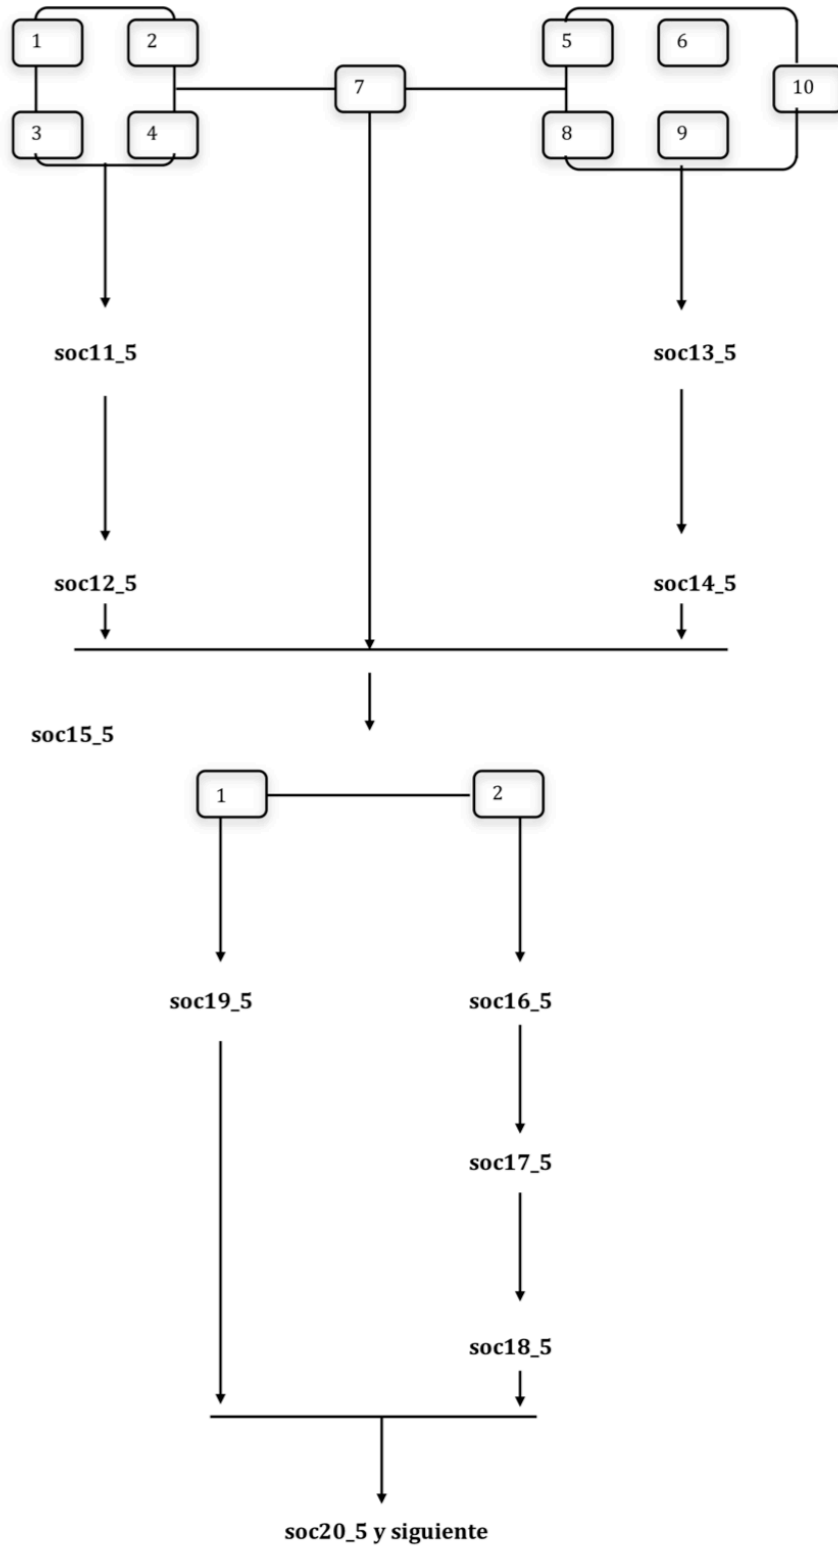 1 2 5 6
7 10
3 4 8 9
soc11_5 soc13_5
soc12_5 soc14_5
soc15_5
1 2
soc19_5 soc16_5
soc17_5
soc18_5
soc20_5 y siguiente